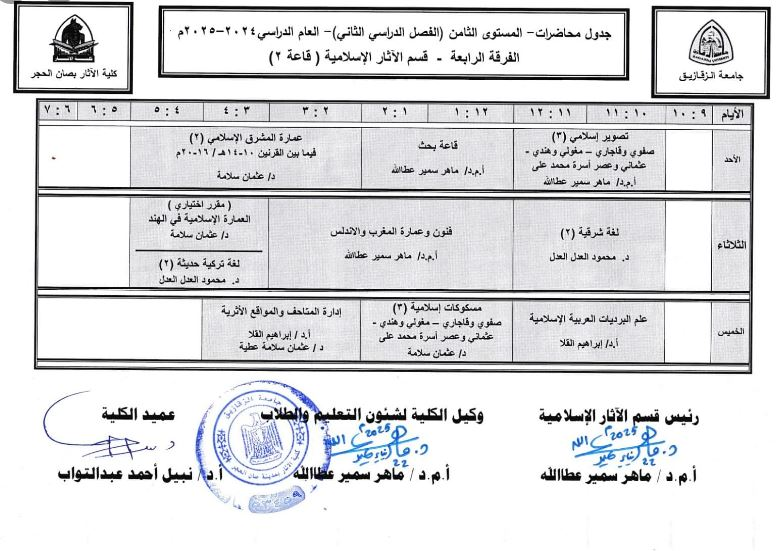 جدول محاضرات- المستوى الثامن (الفصل الدراسي الثاني)- العام الدراسي ٢٠٢٤-٢٠٢٥م
الفرقة الرابعة - قسم الآثار الإسلامية ( قاعة ٢)
جامعة الزقازيق
كلية الآثار بصان الحجر
الأيام
٩ : ١٠
١٠ : ١١
١١ : ١٢
١٢ : ١
١ : ٢
٢ : ٣
٣ : ٤
٤ : ٥
٥ : ٦
٦ : ٧
الأحد
تصوير إسلامي (٣)
صفوي وقاجاري – مغولي وهندي -
عثماني وعصر أسرة محمد على
أ.م.د/ ماهر سمير عطاالله
قاعة بحث
أ.م.د/ ماهر سمير عطاالله
عمارة المشرق الإسلامي (٢)
فيما بين القرنين ١٠-١٤هـ/ ١٦-٢٠م
د/ عثمان سلامة
الثلاثاء
لغة شرقية (٢)
د. محمود العدل العدل
فنون وعمارة المغرب والاندلس
أ.م.د/ ماهر سمير عطاالله
( مقرر اختياري )
العمارة الإسلامية في الهند
د/ عثمان سلامة
لغة تركية حديثة (٢)
د. محمود العدل العدل
الخميس
علم البرديات العربية الإسلامية
أ.د/ إبراهيم القلا
مسكوكات إسلامية (٣)
صفوي وقاجاري – مغولي وهندي -
عثماني وعصر أسرة محمد على
د/ عثمان سلامة
إدارة المتاحف والمواقع الأثرية
أ.د/ إبراهيم القلا
د / عثمان سلامة عطية
رئيس قسم الآثار الإسلامية
وكيل الكلية لشئون التعليم والطلاب
عميد الكلية
أ.م.د/ ماهر سمير عطاالله
أ.م.د/ ماهر سمير عطاالله
أ.د/ نبيل أحمد عبدالتواب
جامعة الزقازيق